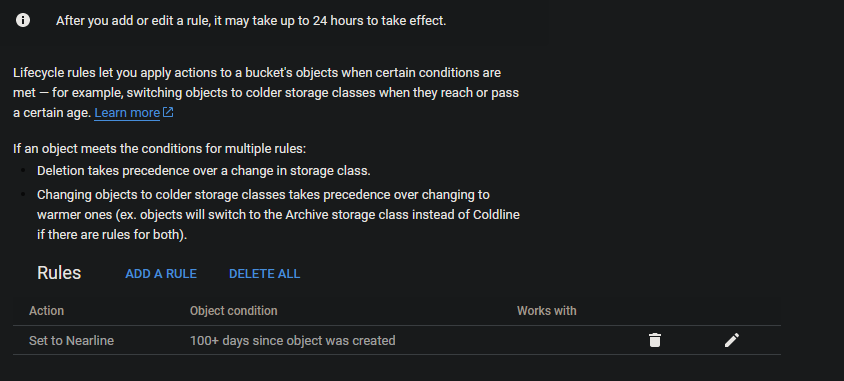 After you add or edit a rule, it may take up to 24 hours to take effect.
Lifecycle rules let you apply actions to a bucket's objects when certain conditions are
met — for example, switching objects to colder storage classes when they reach or pass
a certain age. Learn more
If an object meets the conditions for multiple rules:
• Deletion takes precedence over a change in storage class.
• Changing objects to colder storage classes takes precedence over changing to
warmer ones (ex. objects will switch to the Archive storage class instead of Coldline
if there are rules for both).
Rules ADD A RULE DELETE ALL
Action Object condition Works with
Set to Nearline 100+ days since object was created